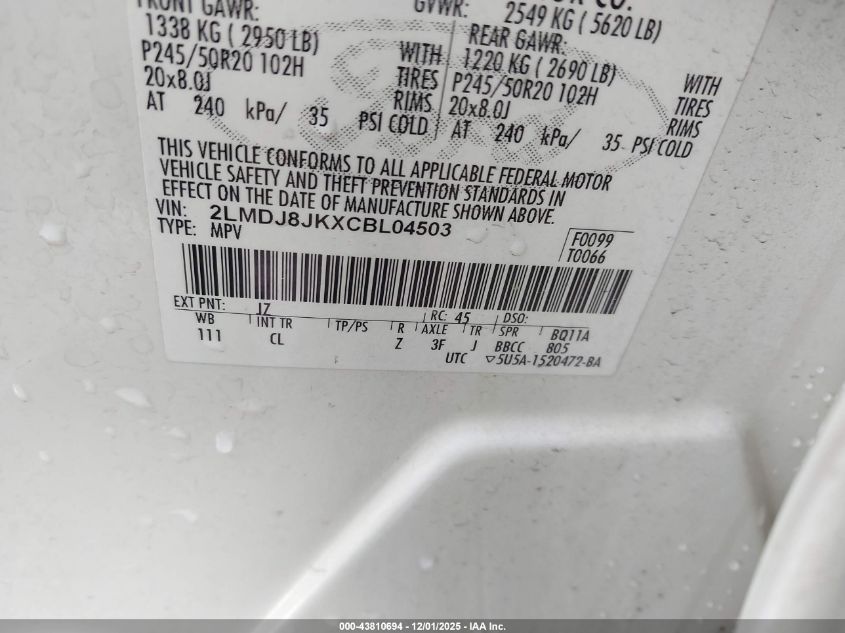 FRONT GAWR:
1338 KG ( 2950 LB)
P245/50R20 102H
20x8.0J
AT 240 kPa/ 35 PSI COLD
WITH
TIRES
RIMS
GVWR: 2549 KG ( 5620 LB)
REAR GAWR:
1220 KG ( 2690 LB)
P245/50R20 102H
20x8.0J
AT 240 kPa/ 35 PSI COLD
WITH
TIRES
RIMS
THIS VEHICLE CONFORMS TO ALL APPLICABLE FEDERAL MOTOR
VEHICLE SAFETY AND THEFT PREVENTION STANDARDS IN
EFFECT ON THE DATE OF MANUFACTURE SHOWN ABOVE.
VIN: 2LMDJ8JKXCBL04503
TYPE: MPV
F0099
T0066
EXT PNT: JZ RC: 45 DSO:
WB INT TR TP/PS R AXLE TR SPR BQ11A
111 CL Z 3F J BBCC 805
UTC ▽5U5A-1520472-BA
000-43810694 - 12/01/2025 - IAA Inc.